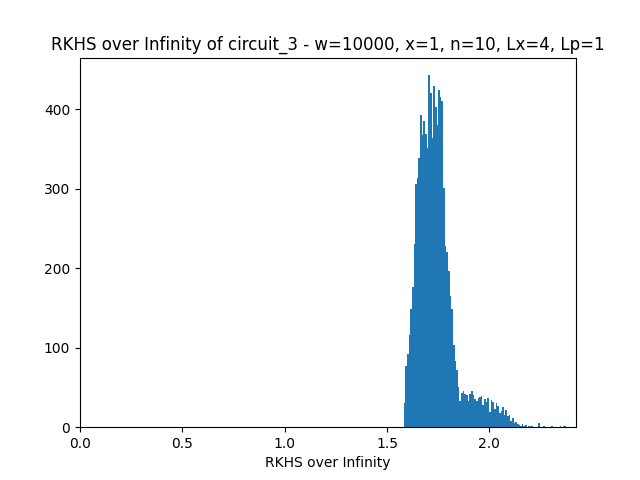 RKHS over Infinity of circuit_3 - w=10000, x=1, n=10, Lx=4, Lp=1
400
300
200
100
0
0.0 0.5 1.0 1.5 2.0
RKHS over Infinity